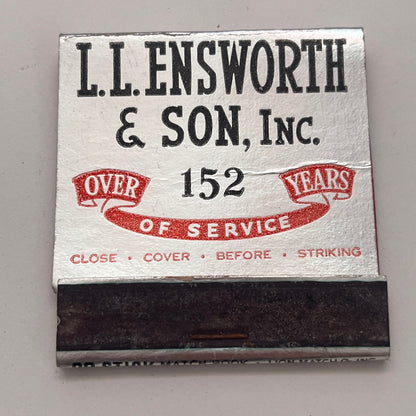 L.L.ENSWORTH
& SON, INC.
OVER 152 YEARS
OF SERVICE
CLOSE · COVER · BEFORE · STRIKING